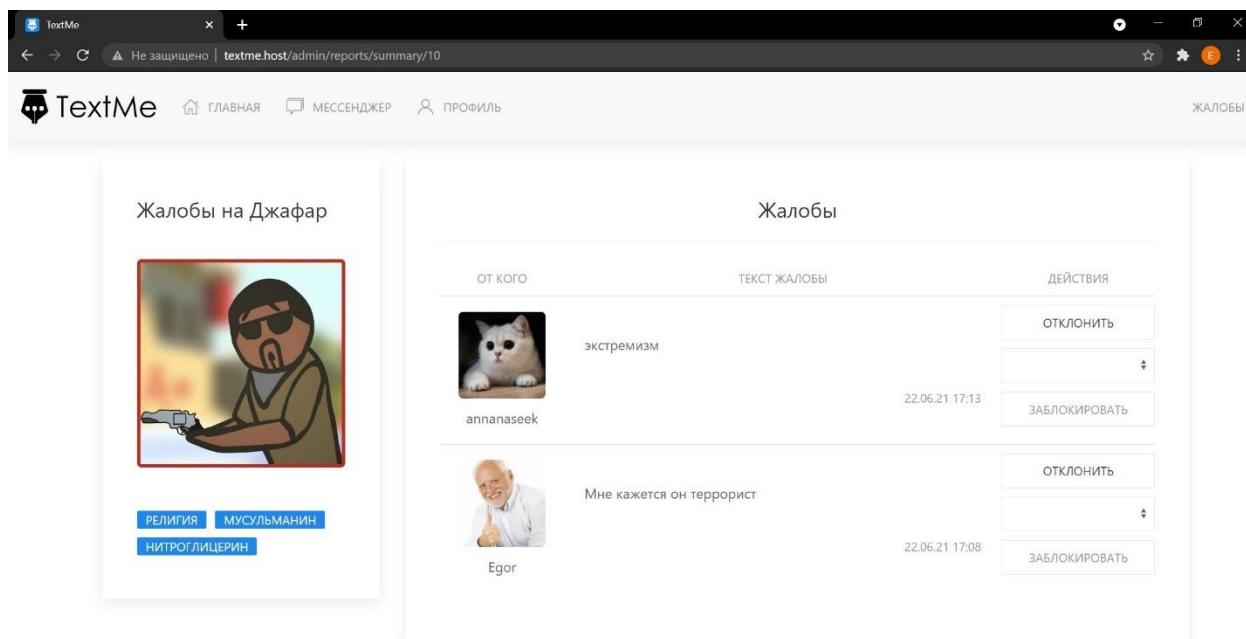 TextMe
Не защищено | textme.host/admin/reports/summary/10
TextMe ГЛАВНАЯ МЕССЕНДЖЕР ПРОФИЛЬ ЖАЛОБЫ
Жалобы на Джафар
РЕЛИГИЯ МУСУЛЬМАНИН
НИТРОГЛИЦЕРИН
Жалобы
ОТ КОГО ТЕКСТ ЖАЛОБЫ ДЕЙСТВИЯ
annanaseek
экстремизм
22.06.21 17:13
ОТКЛОНИТЬ
ЗАБЛОКИРОВАТЬ
Egor
Мне кажется он террорист
22.06.21 17:08
ОТКЛОНИТЬ
ЗАБЛОКИРОВАТЬ